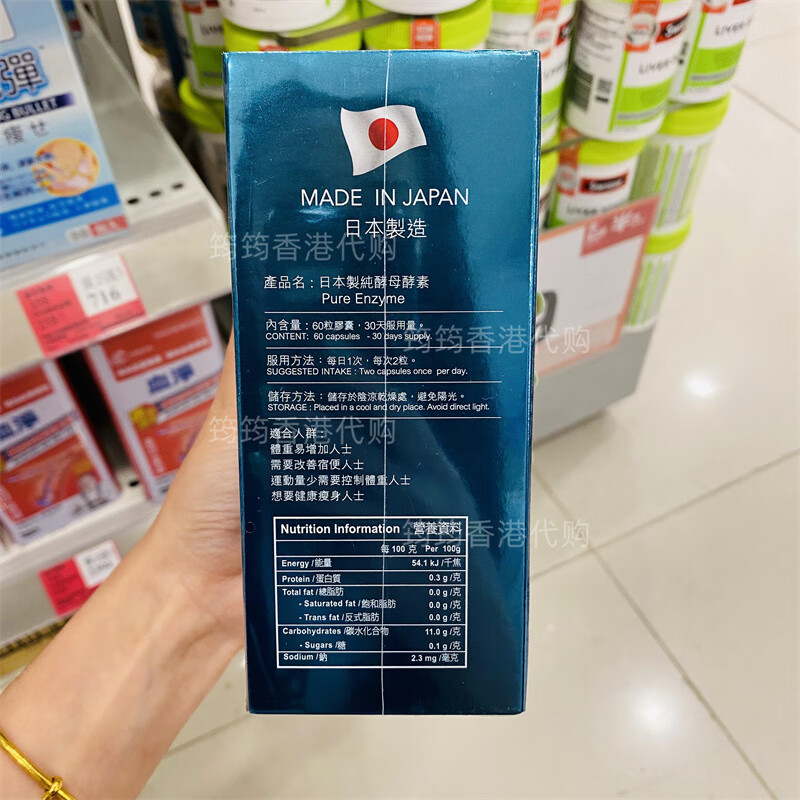 MADE IN JAPAN
日本製造
筠筠香港代购
產品名：日本製純酵母酵素
Pure Enzyme
內含量：60粒膠囊，30天服用量。
CONTENT: 60 capsules - 30 days supply.
筠筠香港代购
服用方法：每日1次，每次2粒。
SUGGESTED INTAKE : Two capsules once per day.
儲存方法：儲存於陰涼乾燥處，避免陽光。
STORAGE : Placed in a cool and dry place. Avoid direct light.
筠筠香港代购
適合人群：
體重易增加人士
需要改善宿便人士
運動量少需要控制體重人士
想要健康瘦身人士
Nutrition Information 營養資料
筠筠香港代购
每 100 克 Per 100g
Energy /能量 54.1 kJ /千焦
Protein /蛋白質 0.3 g /克
Total fat /總脂肪 0.0 g /克
- Saturated fat /飽和脂肪 0.0 g /克
- Trans fat /反式脂肪 0.0 g /克
Carbohydrates /碳水化合物 11.0 g /克
- Sugars /糖 0.1 g /克
Sodium /鈉 2.3 mg /毫克
彈
BULLET
瘦せ
716
血淨